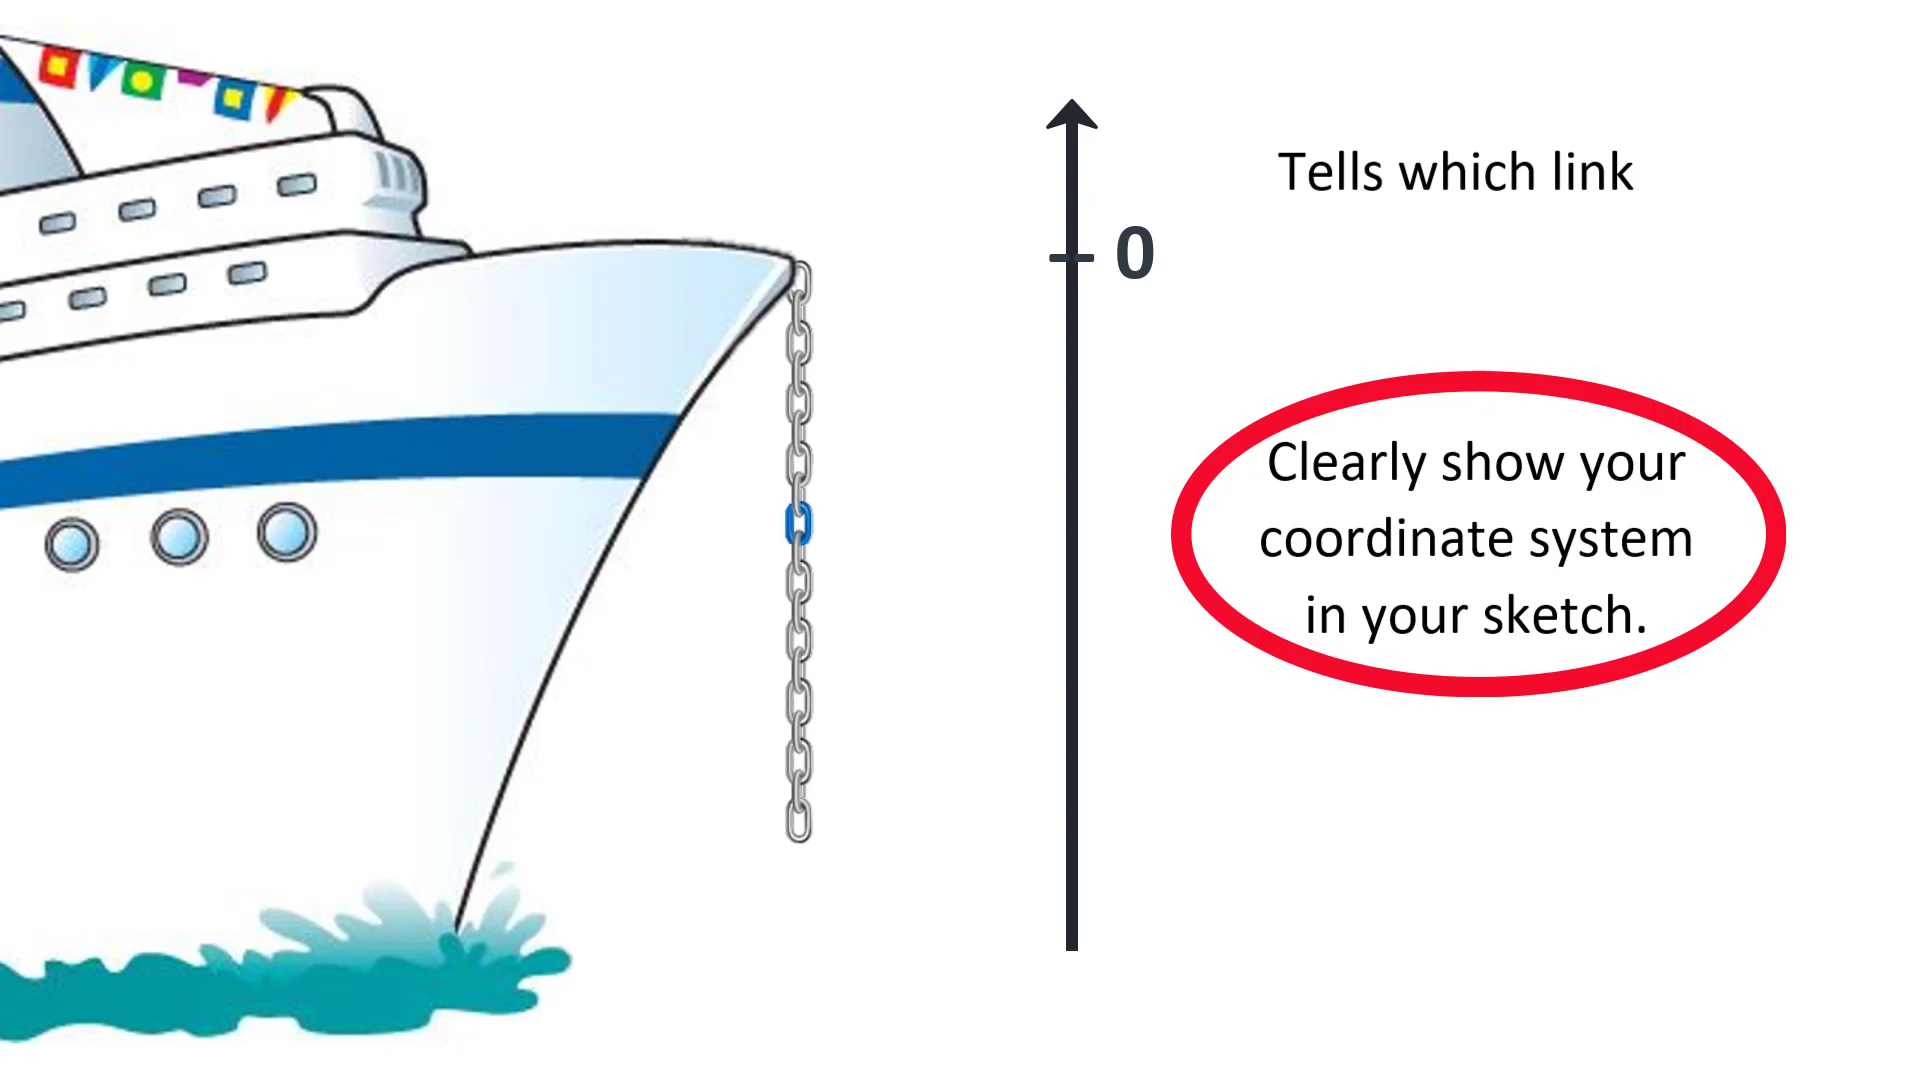 Tells which link
0
Clearly show your
coordinate system
in your sketch.